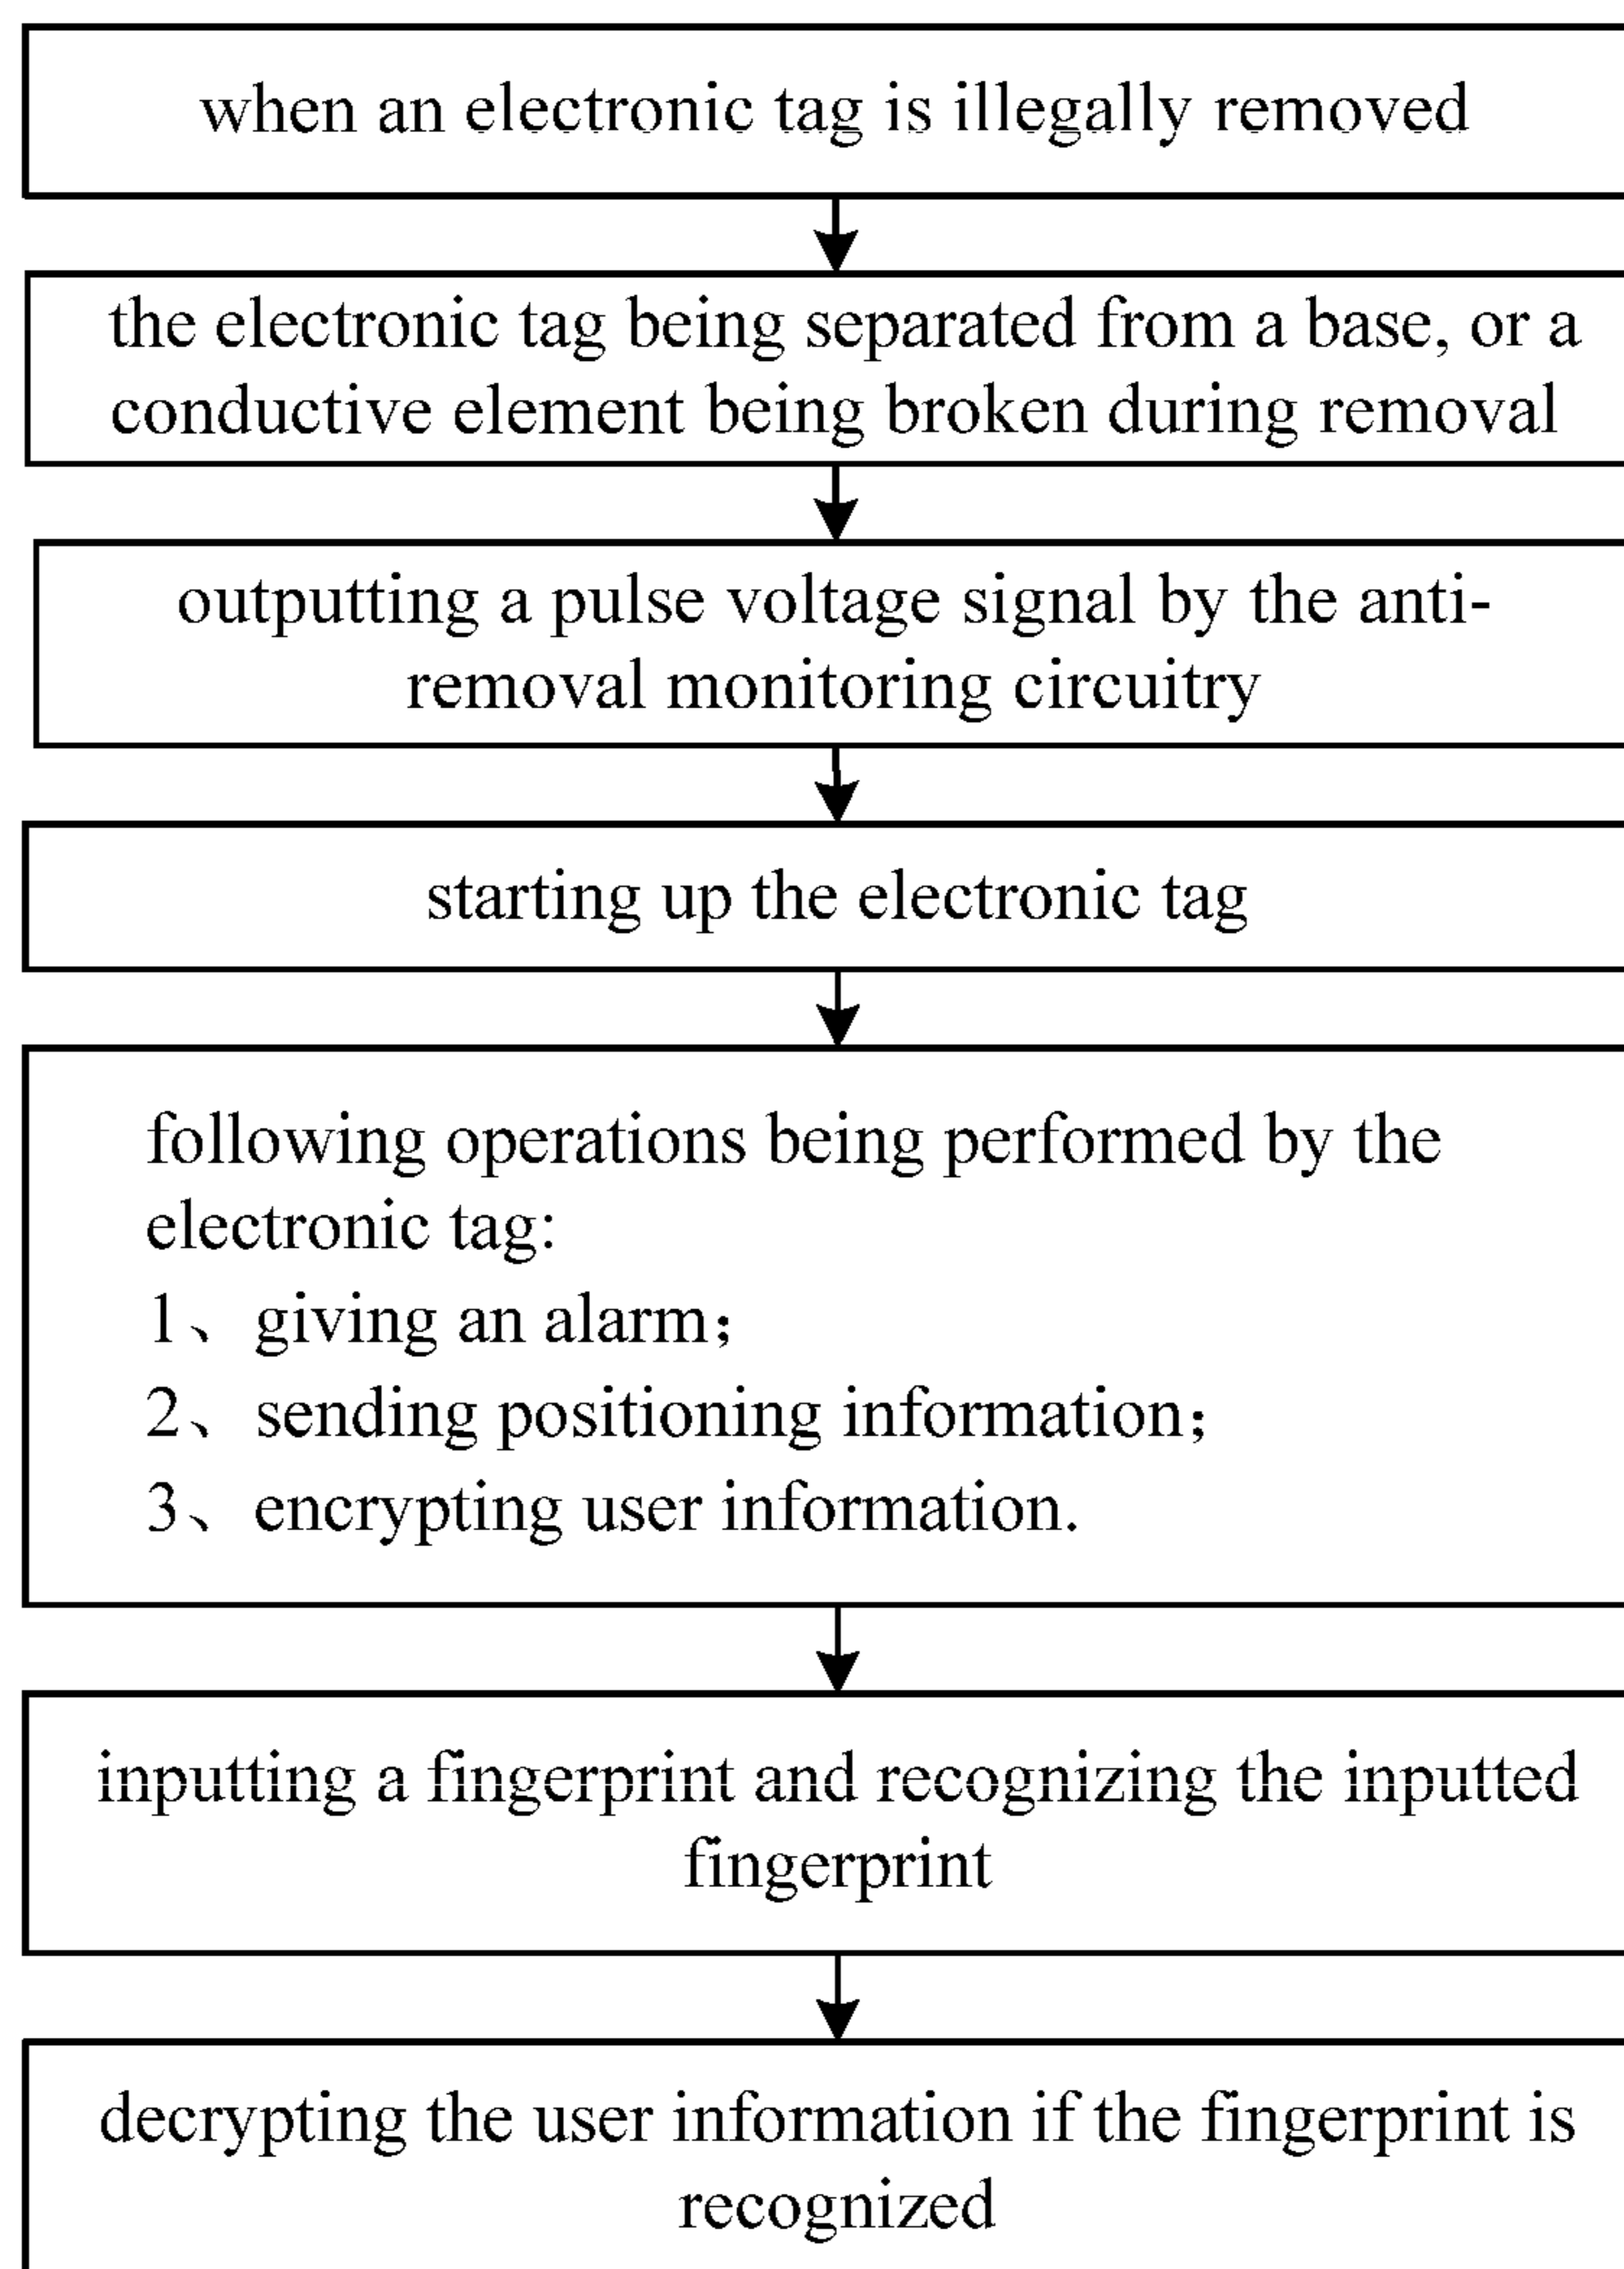 when an electronic tag is illegally removed
the electronic tag being separated from a base, or a
conductive element being broken during removal
outputting a pulse voltage signal by the anti-
removal monitoring circuitry
starting up the electronic tag
following operations being performed by the
electronic tag:
1、 giving an alarm；
2、 sending positioning information；
3、 encrypting user information.
inputting a fingerprint and recognizing the inputted
fingerprint
decrypting the user information if the fingerprint is
recognized